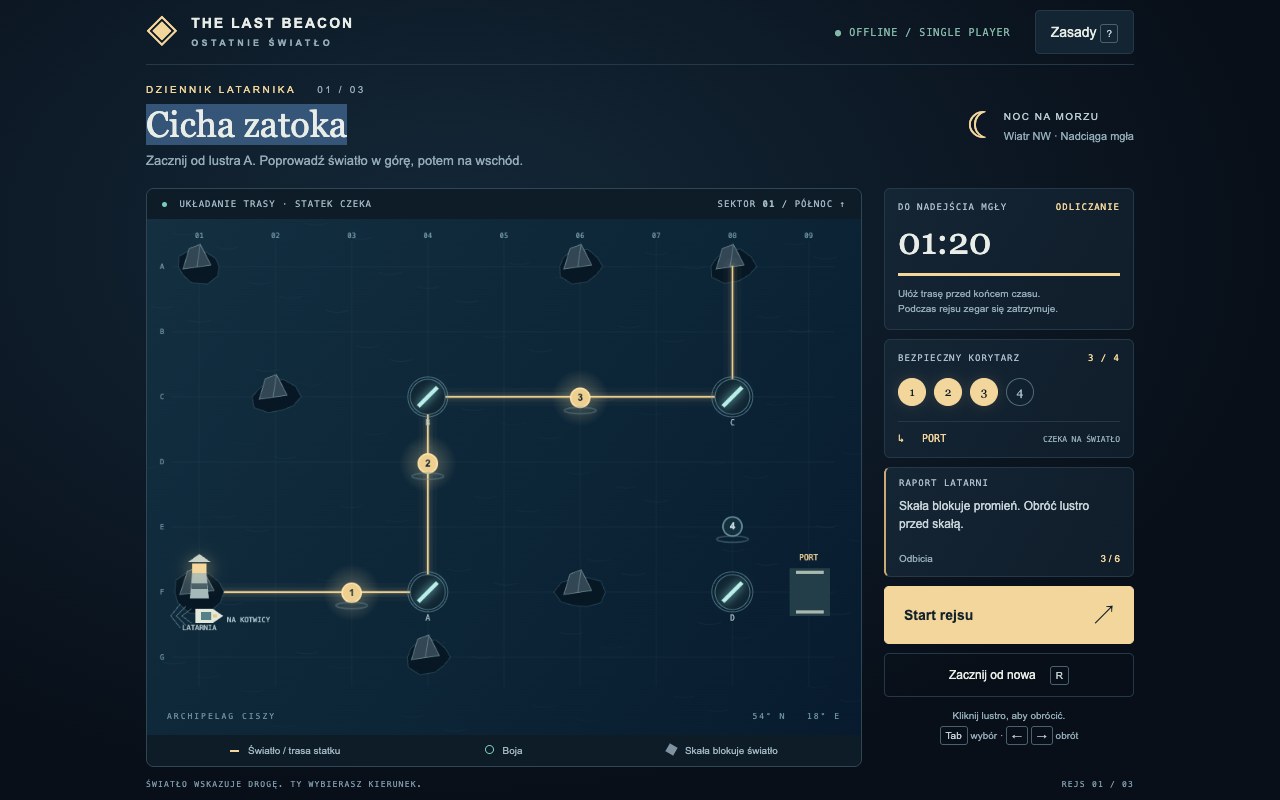 THE LAST BEACON
OSTATNIE ŚWIATŁO
OFFLINE / SINGLE PLAYER
Zasady ?
DZIENNIK LATARNIKA 01 / 03
Cicha zatoka
Zacznij od lustra A. Poprowadź światło w górę, potem na wschód.
NOC NA MORZU
Wiatr NW · Nadciąga mgła
UKŁADANIE TRASY · STATEK CZEKA
SEKTOR 01 / PÓŁNOC ↑
01 02 03 04 05 06 07 08 09
A
B
C
3
B C
D
2
E
4
PORT
F
1
NA KOTWICY
LATARNIA
A D
G
ARCHIPELAG CISZY
54° N 18° E
Światło / trasa statku
Boja
Skała blokuje światło
DO NADEJŚCIA MGŁY ODLICZANIE
01:20
Ułóż trasę przed końcem czasu.
Podczas rejsu zegar się zatrzymuje.
BEZPIECZNY KORYTARZ 3 / 4
1 2 3 4
↳ PORT CZEKA NA ŚWIATŁO
RAPORT LATARNI
Skała blokuje promień. Obróć lustro
przed skałą.
Odbicia 3 / 6
Start rejsu
Zacznij od nowa R
Kliknij lustro, aby obrócić.
Tab wybór · ← → obrót
ŚWIATŁO WSKAZUJE DROGĘ. TY WYBIERASZ KIERUNEK.
REJS 01 / 03